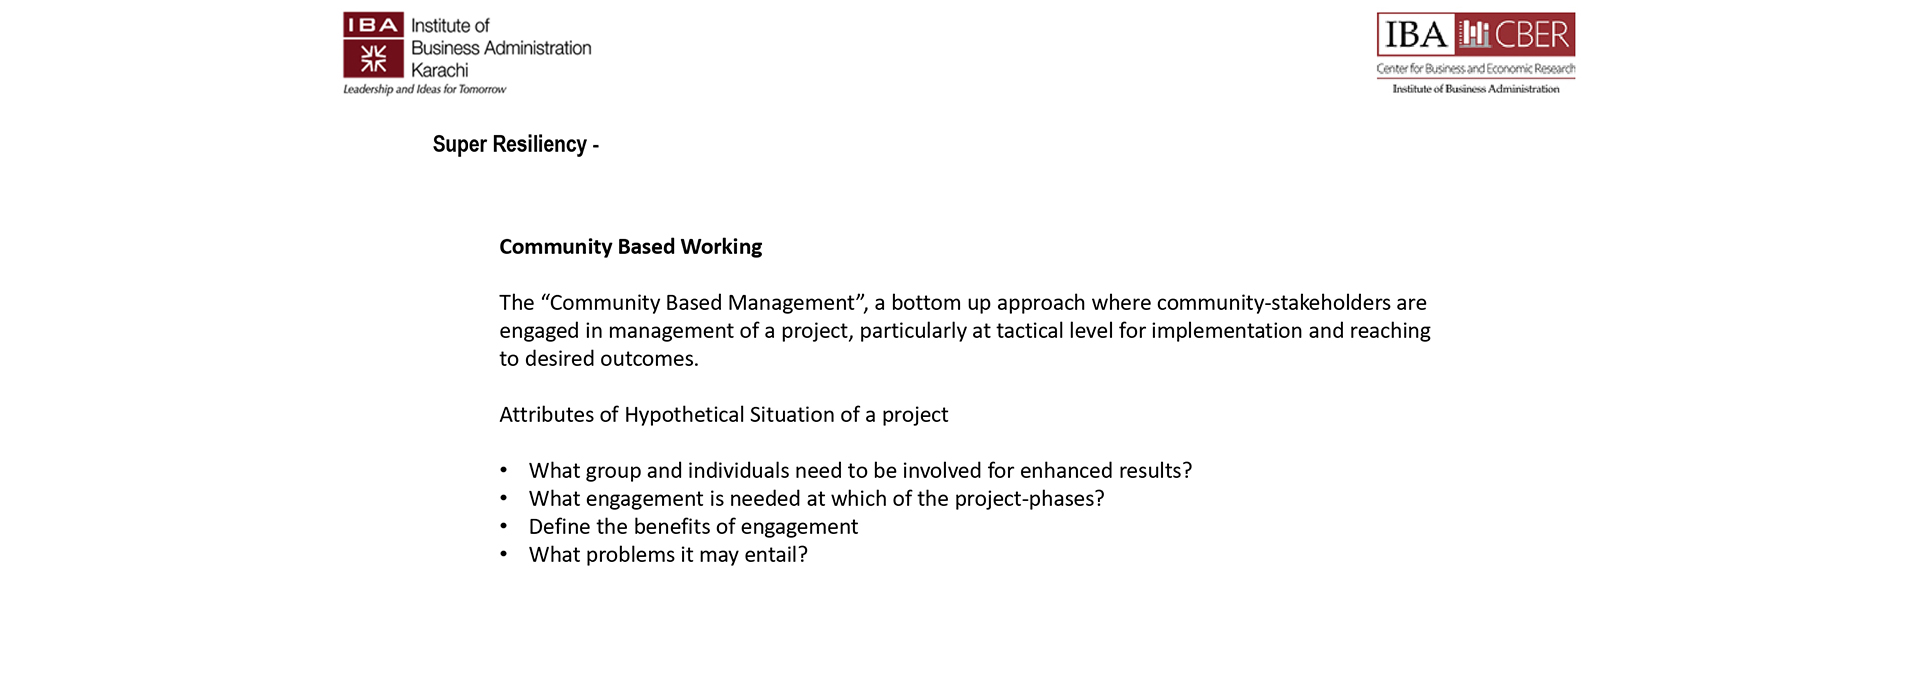 IBA
Institute of
Business Administration
Karachi
Leadership and Ideas for Tomorrow
IBA CBER
Center for Business and Economic Research
Institute of Business Administration
Super Resiliency -
Community Based Working
The “Community Based Management”, a bottom up approach where community-stakeholders are
engaged in management of a project, particularly at tactical level for implementation and reaching
to desired outcomes.
Attributes of Hypothetical Situation of a project
• What group and individuals need to be involved for enhanced results?
• What engagement is needed at which of the project-phases?
• Define the benefits of engagement
• What problems it may entail?